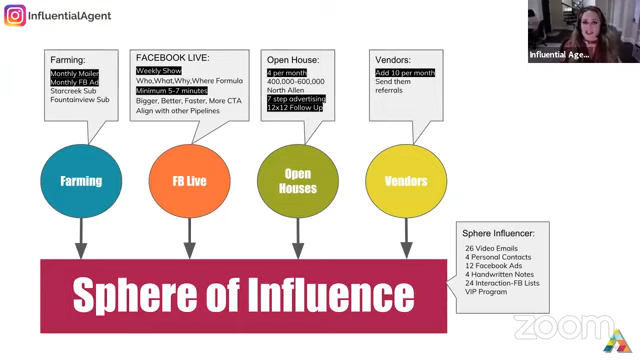 InfluentialAgent
Farming:
Monthly Mailer
Monthly FB Ad
Starcreek Sub
Fountainview Sub
FACEBOOK LIVE:
Weekly Show
Who,What,Why,Where Formula
Minimum 5-7 minutes
Bigger, Better, Faster, More CTA
Align with other Pipelines
Open House:
4 per month
400,000-600,000
North Allen
7 step advertising
12x12 Follow Up
Vendors:
Add 10 per month
Send them
referrals
Influential Age...
Farming
FB Live
Open
Houses
Vendors
Sphere of Influence
Sphere Influencer:
26 Video Emails
4 Personal Contacts
12 Facebook Ads
4 Handwritten Notes
24 Interaction-FB Lists
VIP Program
zoom